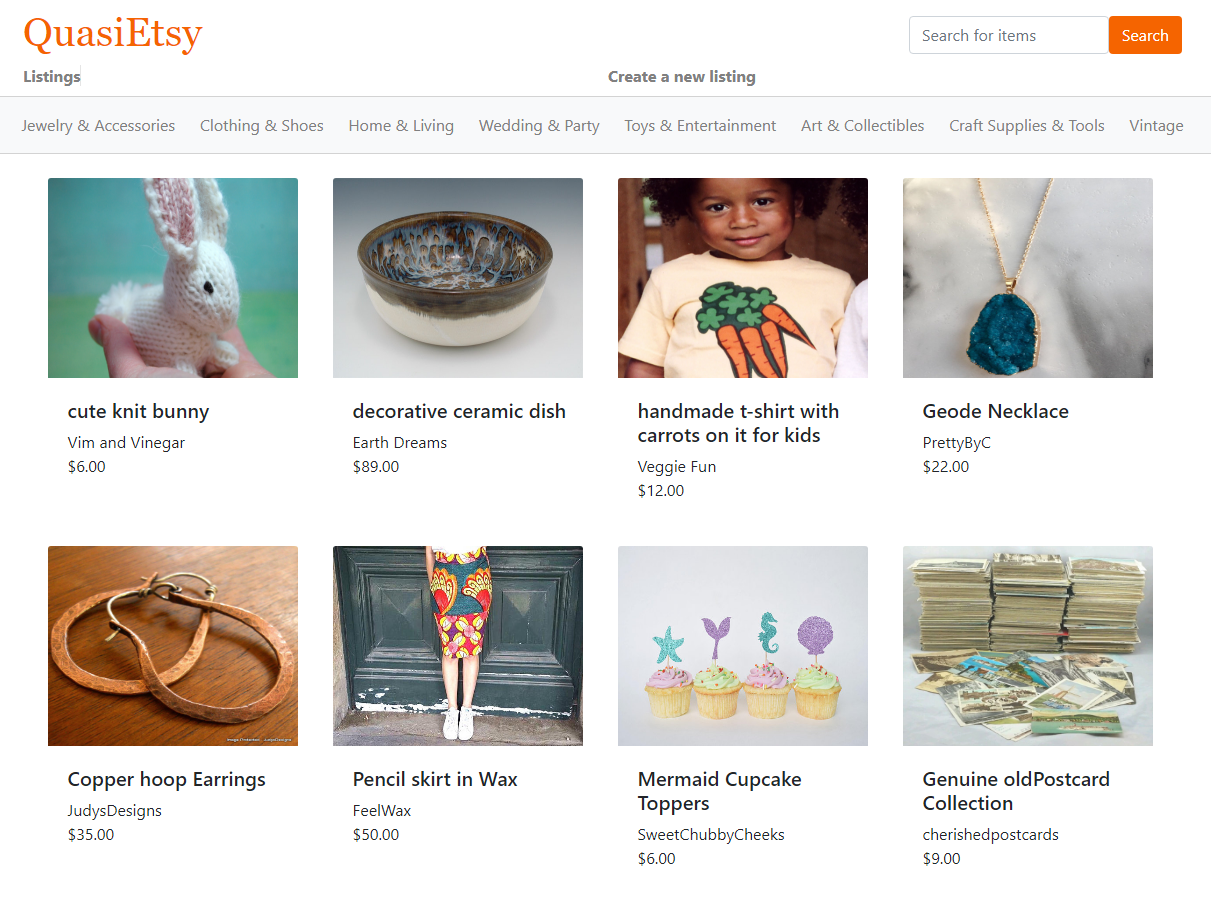 QuasiEtsy
Search for items
Search
Listings
Create a new listing
Jewelry & Accessories
Clothing & Shoes
Home & Living
Wedding & Party
Toys & Entertainment
Art & Collectibles
Craft Supplies & Tools
Vintage
cute knit bunny
Vim and Vinegar
$6.00
decorative ceramic dish
Earth Dreams
$89.00
handmade t-shirt with
carrots on it for kids
Veggie Fun
$12.00
Geode Necklace
PrettyByC
$22.00
Copper hoop Earrings
JudysDesigns
$35.00
Pencil skirt in Wax
FeelWax
$50.00
Mermaid Cupcake
Toppers
SweetChubbyCheeks
$6.00
Genuine oldPostcard
Collection
cherishedpostcards
$9.00